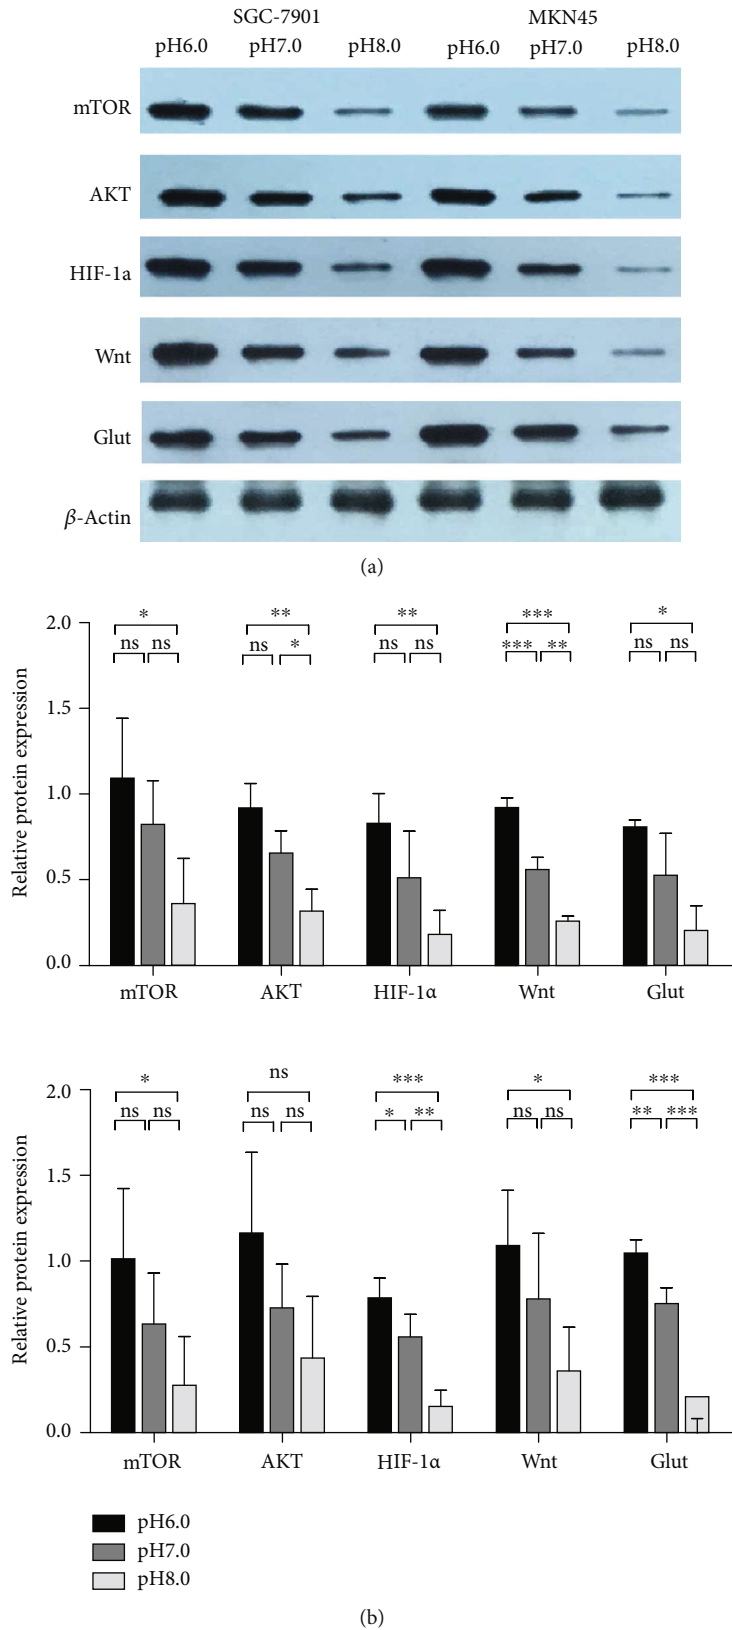 SGC-7901 MKN45
pH6.0 pH7.0 pH8.0 pH6.0 pH7.0 pH8.0
mTOR
AKT
HIF-1a
Wnt
Glut
β-Actin
(a)
Relative protein expression
2.0
1.5
1.0
0.5
0.0
* ** ** *** *
ns ns ns * ns ns *** ** ns ns
mTOR AKT HIF-1α Wnt Glut
Relative protein expression
2.0
1.5
1.0
0.5
0.0
* ns *** * ***
ns ns ns ns * ** ns ns ** ***
mTOR AKT HIF-1α Wnt Glut
pH6.0
pH7.0
pH8.0
(b)